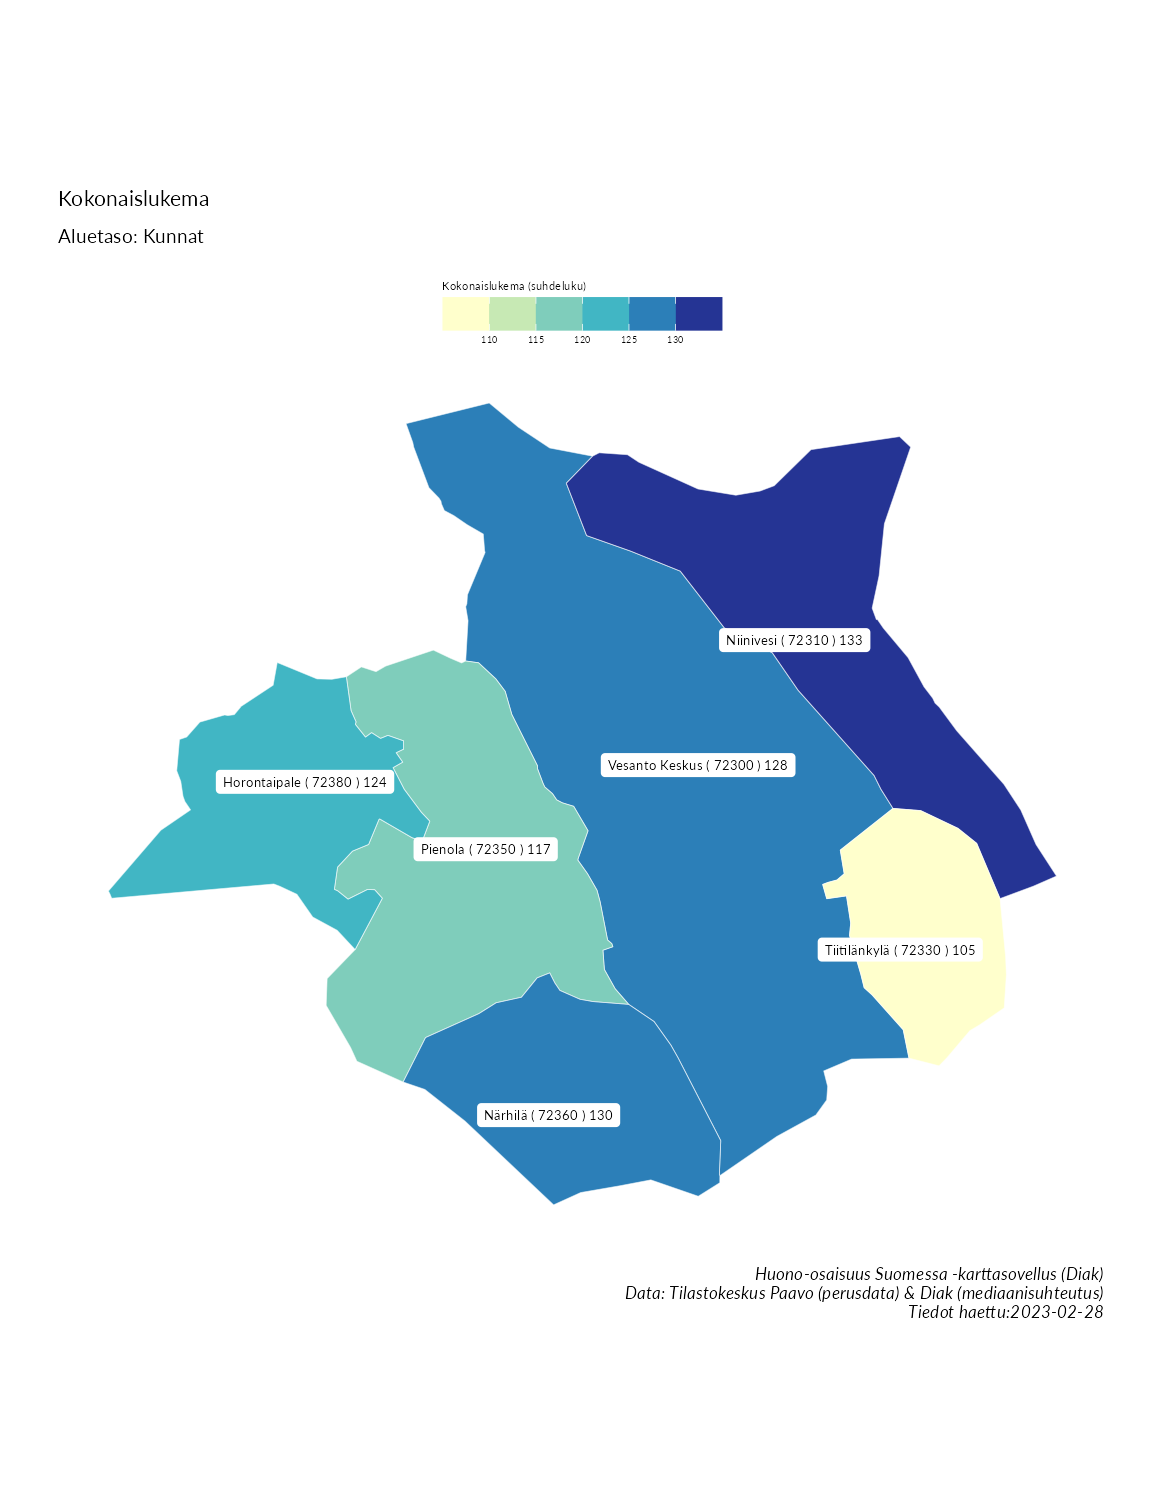 Kokonaislukema
Aluetaso: Kunnat
Kokonaislukema (suhdeluku)
110 115 120 125 130
Niinivesi ( 72310 ) 133
Vesanto Keskus ( 72300 ) 128
Horontaipale ( 72380 ) 124
Pienola ( 72350 ) 117
Tiitilänkylä ( 72330 ) 105
Närhilä ( 72360 ) 130
Huono-osaisuus Suomessa -karttasovellus (Diak)
Data: Tilastokeskus Paavo (perusdata) & Diak (mediaanisuhteutus)
Tiedot haettu:2023-02-28